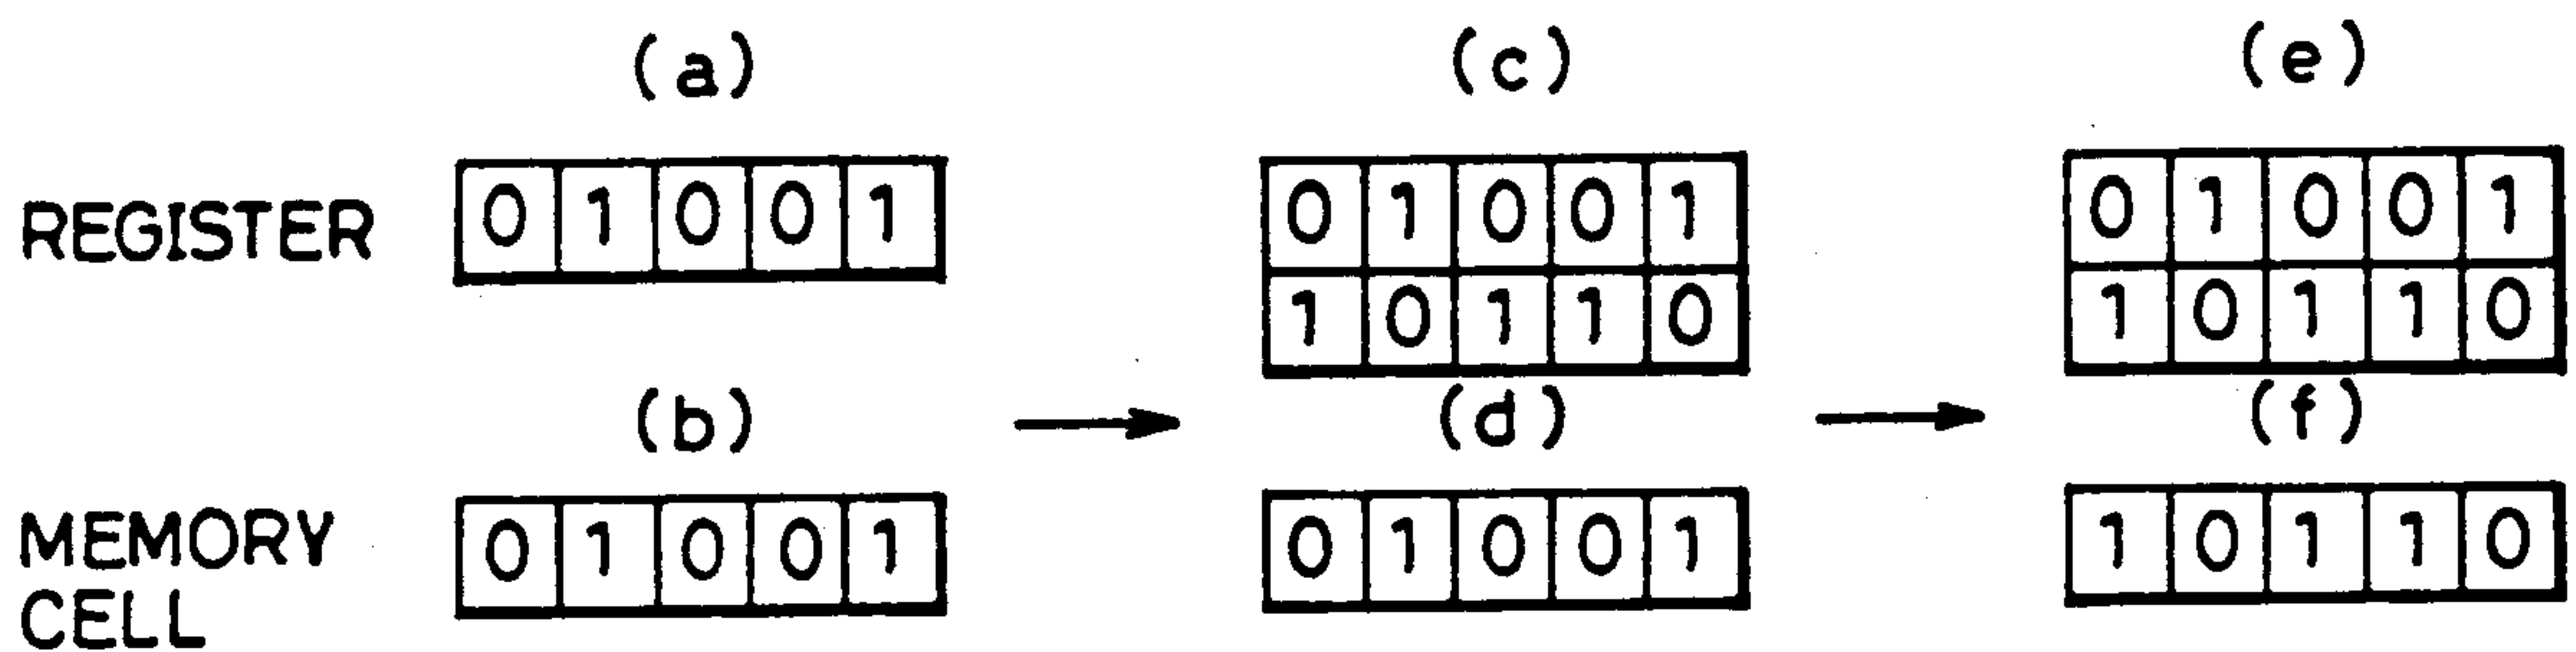 (a) (c) (e)
REGISTER 0 1 0 0 1 0 1 0 0 1 0 1 0 0 1
1 0 1 1 0 1 0 1 1 0
(b) (d) (f)
MEMORY 0 1 0 0 1 0 1 0 0 1 1 0 1 1 0
CELL